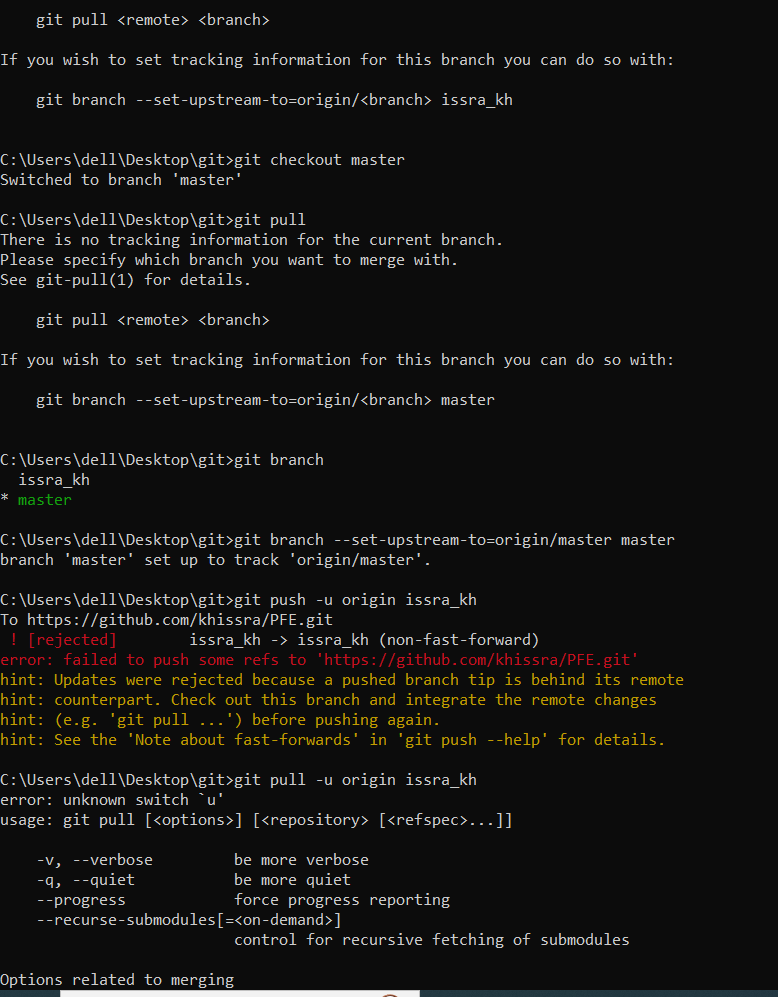 git pull <remote> <branch>
If you wish to set tracking information for this branch you can do so with:
git branch --set-upstream-to=origin/<branch> issra_kh
C:\Users\dell\Desktop\git>git checkout master
Switched to branch 'master'
C:\Users\dell\Desktop\git>git pull
There is no tracking information for the current branch.
Please specify which branch you want to merge with.
See git-pull(1) for details.
git pull <remote> <branch>
If you wish to set tracking information for this branch you can do so with:
git branch --set-upstream-to=origin/<branch> master
C:\Users\dell\Desktop\git>git branch
issra_kh
* master
C:\Users\dell\Desktop\git>git branch --set-upstream-to=origin/master master
branch 'master' set up to track 'origin/master'.
C:\Users\dell\Desktop\git>git push -u origin issra_kh
To https://github.com/khissra/PFE.git
! [rejected]        issra_kh -> issra_kh (non-fast-forward)
error: failed to push some refs to 'https://github.com/khissra/PFE.git'
hint: Updates were rejected because a pushed branch tip is behind its remote
hint: counterpart. Check out this branch and integrate the remote changes
hint: (e.g. 'git pull ...') before pushing again.
hint: See the 'Note about fast-forwards' in 'git push --help' for details.
C:\Users\dell\Desktop\git>git pull -u origin issra_kh
error: unknown switch `u'
usage: git pull [<options>] [<repository> [<refspec>...]]
-v, --verbose         be more verbose
-q, --quiet           be more quiet
--progress            force progress reporting
--recurse-submodules[=<on-demand>]
control for recursive fetching of submodules
Options related to merging